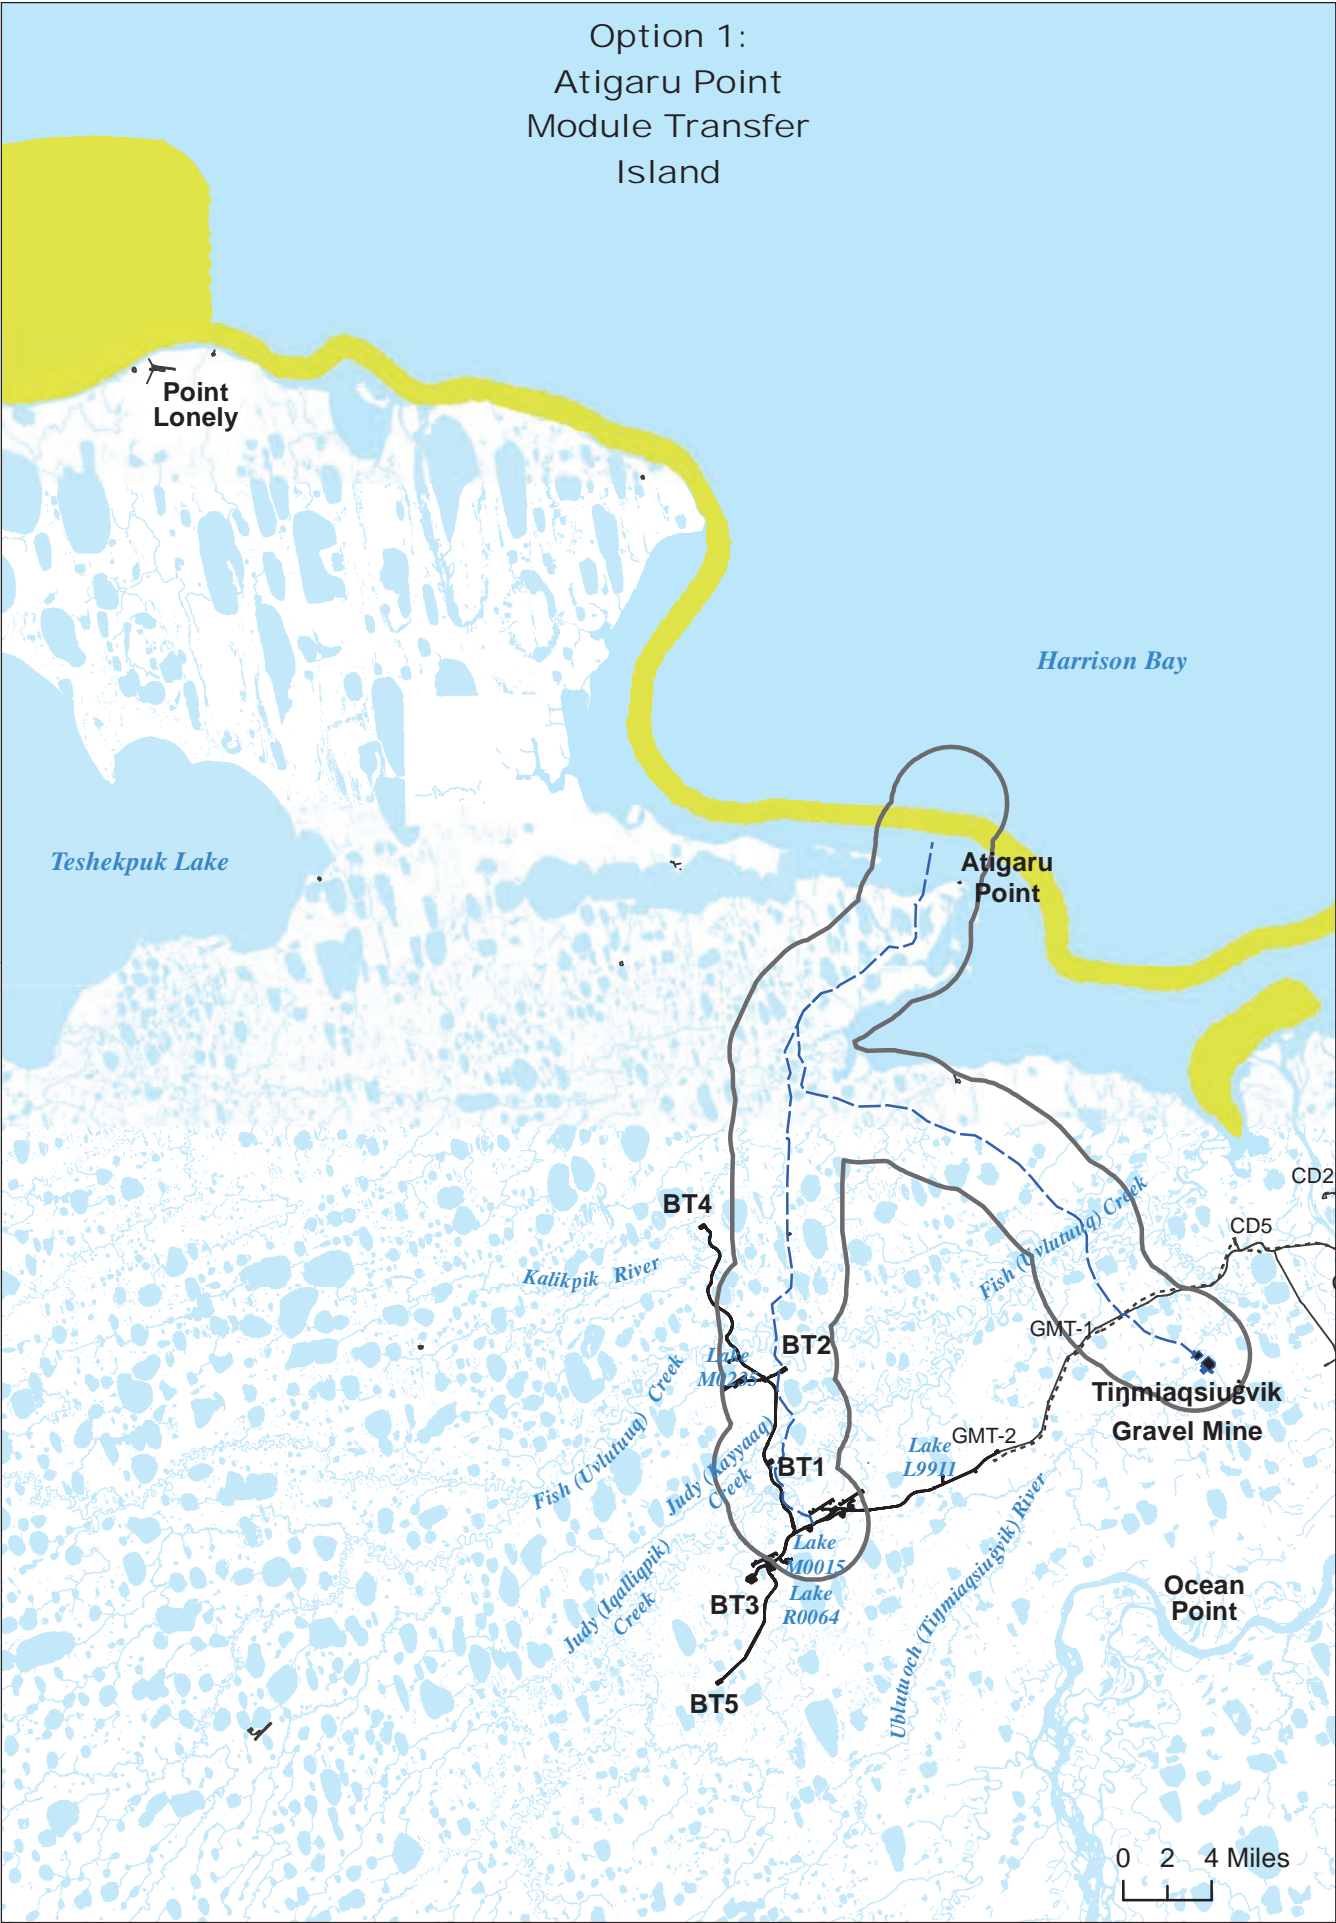 Option 1:
Atigaru Point
Module Transfer
Island
Point
Lonely
Harrison Bay
Teshekpuk Lake
Atigaru
Point
CD2
BT4
CD5
Fish (Uvlutuuq) Creek
Kalikpik River
GMT-1
BT2
Lake
M0235
Tiŋmiaqsiuġvik
Gravel Mine
Fish (Uvlutuuq) Creek
Judy (Kayyaaq)
Creek
GMT-2
Lake
L9911
BT1
Lake
M0015
Judy (Iqalliqpik)
Creek
BT3
Lake
R0064
Ublutuoch (Tiŋmiaqsiuġvik) River
Ocean
Point
BT5
0 2 4 Miles